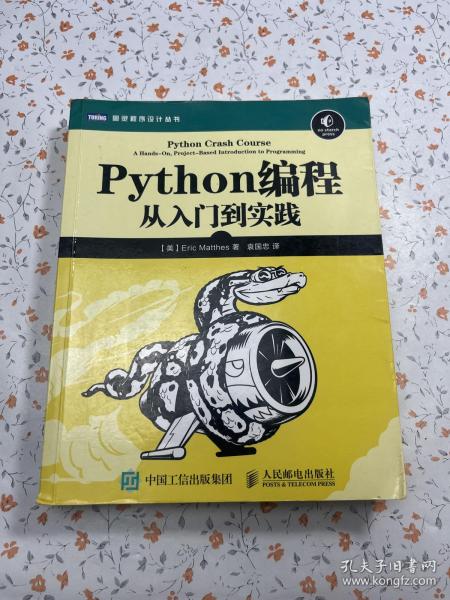 TURING 图灵程序设计丛书
no starch
press
Python Crash Course
A Hands-On, Project-Based Introduction to Programming
Python编程
从入门到实践
【美】Eric Matthes 著 袁国忠 译
中国工信出版集团
人民邮电出版社
POSTS & TELECOM PRESS
孔夫子旧书网
www.kongfz.com